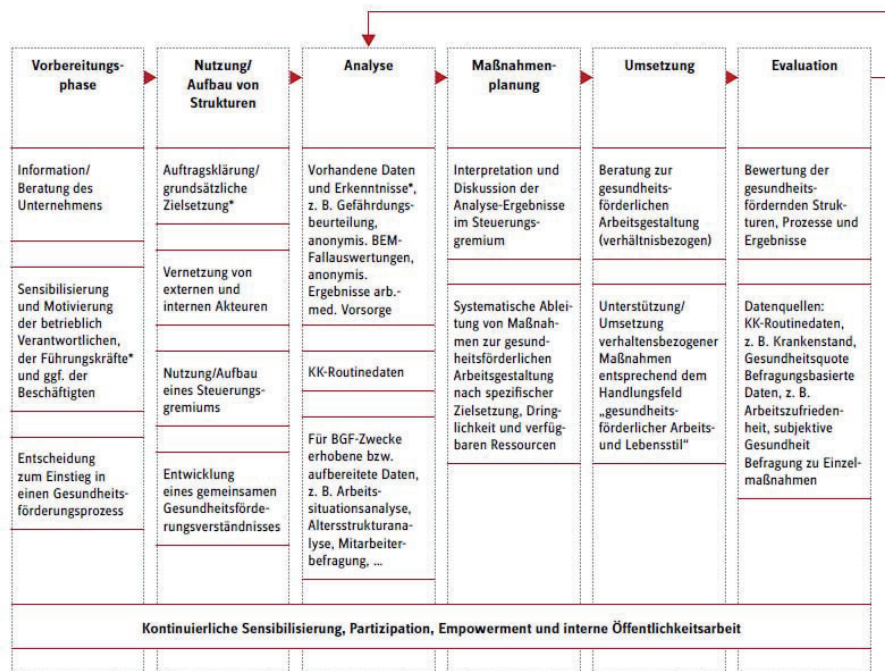 Vorbereitungs-
phase
Nutzung/
Aufbau von
Strukturen
Analyse
Maßnahmen-
planung
Umsetzung
Evaluation
Information/
Beratung des
Unternehmens
Sensibilisierung
und Motivierung
der betrieblich
Verantwortlichen,
der Führungskräfte*
und ggf. der
Beschäftigten
Entscheidung
zum Einstieg in
einen Gesundheits-
förderungsprozess
Auftragsklärung/
grundsätzliche
Zielsetzung*
Vernetzung von
externen und
internen Akteuren
Nutzung/Aufbau
eines Steuerungs-
gremiums
Entwicklung
eines gemeinsamen
Gesundheitsförde-
rungsverständnisses
Vorhandene Daten
und Erkenntnisse*,
z. B. Gefährdungs-
beurteilung,
anonymis. BEM-
Fallauswertungen,
anonymis.
Ergebnisse arb.-
med. Vorsorge
KK-Routinedaten
Für BGF-Zwecke
erhobene bzw.
aufbereitete Daten,
z. B. Arbeits-
situationsanalyse,
Altersstrukturana-
lyse, Mitarbeiter-
befragung, ...
Interpretation und
Diskussion der
Analyse-Ergebnisse
im Steuerungs-
gremium
Systematische Ablei-
tung von Maßnah-
men zur gesund-
heitsförderlichen
Arbeitsgestaltung
nach spezifischer
Zielsetzung, Dring-
lichkeit und verfüg-
baren Ressourcen
Beratung zur
gesundheits-
förderlichen
Arbeitsgestaltung
(verhältnisbezogen)
Unterstützung/
Umsetzung
verhaltensbezogener
Maßnahmen
entsprechend dem
Handlungsfeld
„gesundheits-
förderlicher Arbeits-
und Lebensstil“
Bewertung der
gesundheits-
fördernden Struk-
turen, Prozesse und
Ergebnisse
Datenquellen:
KK-Routinedaten,
z. B. Krankenstand,
Gesundheitsquote
Befragungsbasierte
Daten, z. B.
Arbeitszufrieden-
heit, subjektive
Gesundheit
Befragung zu Einzel-
maßnahmen
Kontinuierliche Sensibilisierung, Partizipation, Empowerment und interne Öffentlichkeitsarbeit